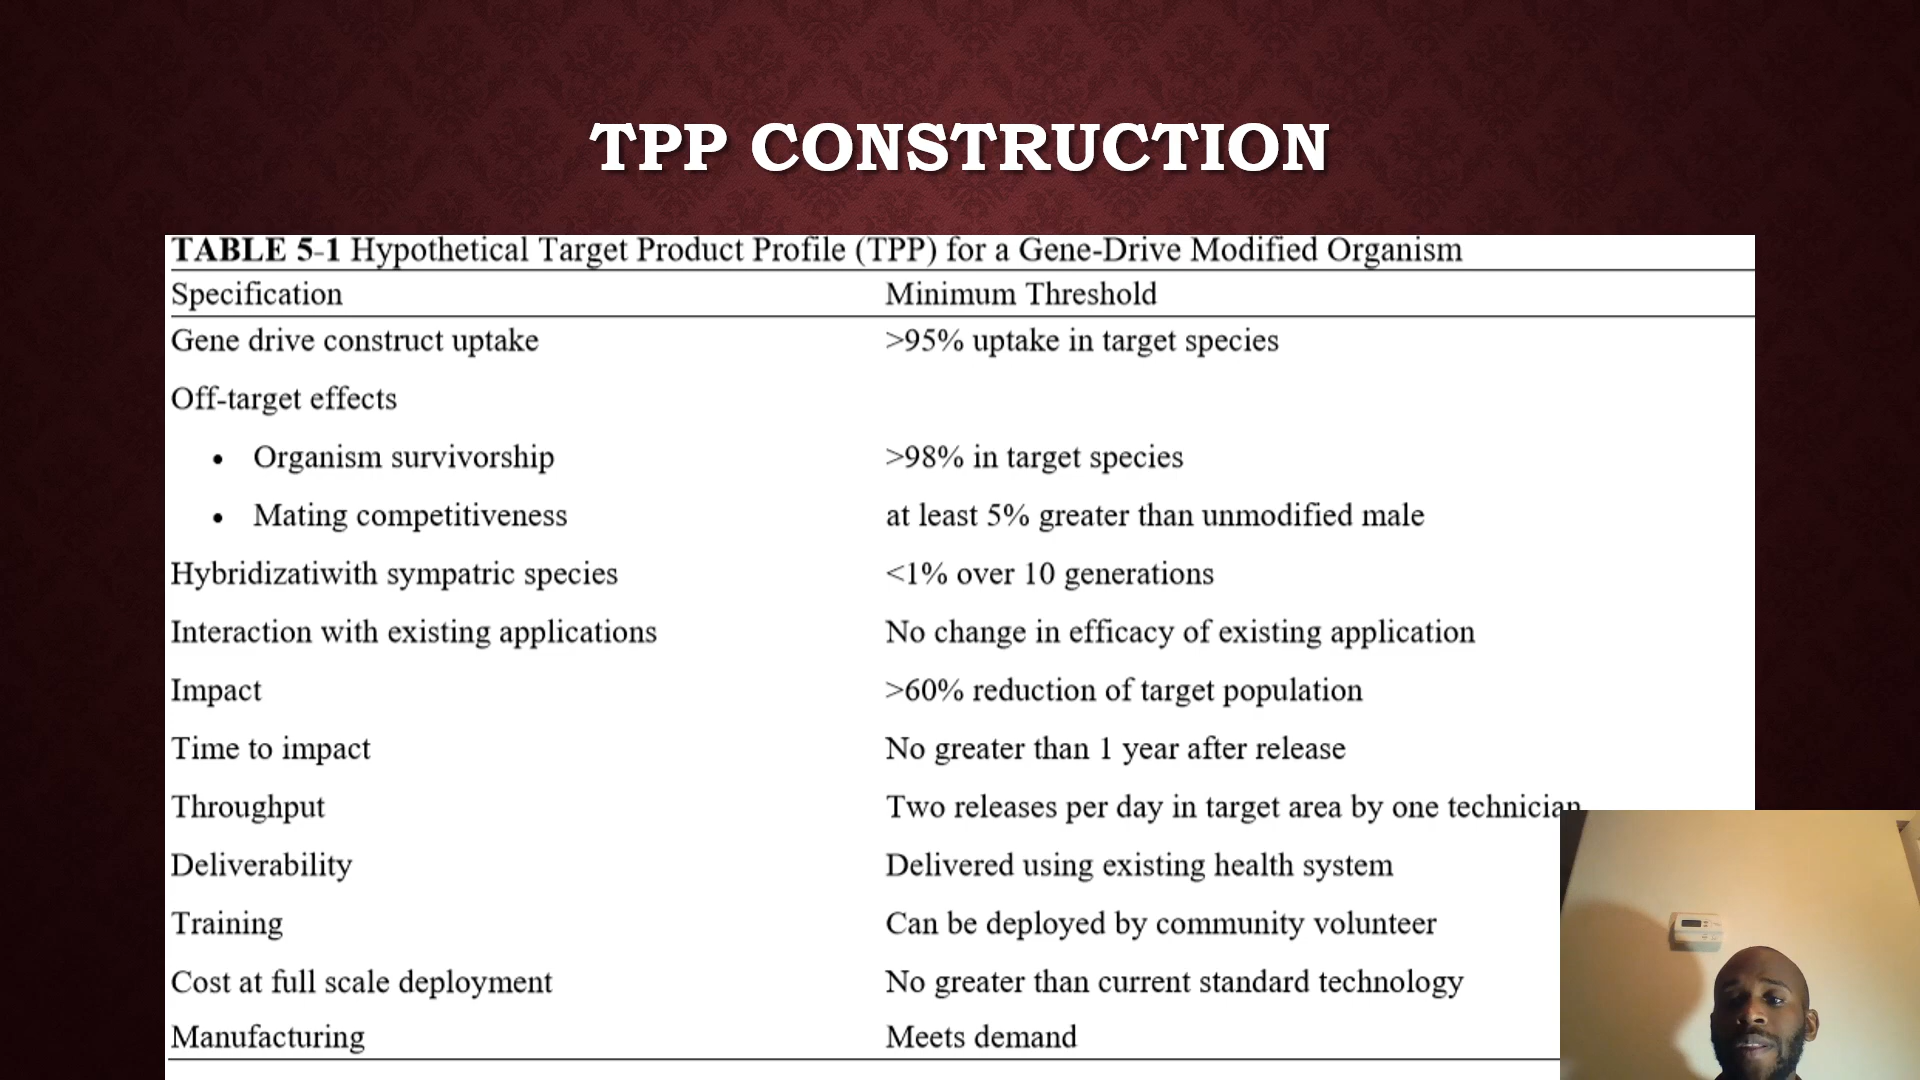 TPP CONSTRUCTION
TABLE 5-1 Hypothetical Target Product Profile (TPP) for a Gene-Drive Modified Organism
Specification Minimum Threshold
Gene drive construct uptake >95% uptake in target species
Off-target effects
• Organism survivorship >98% in target species
• Mating competitiveness at least 5% greater than unmodified male
Hybridizatiwith sympatric species <1% over 10 generations
Interaction with existing applications No change in efficacy of existing application
Impact >60% reduction of target population
Time to impact No greater than 1 year after release
Throughput Two releases per day in target area by one technician
Deliverability Delivered using existing health system
Training Can be deployed by community volunteer
Cost at full scale deployment No greater than current standard technology
Manufacturing Meets demand